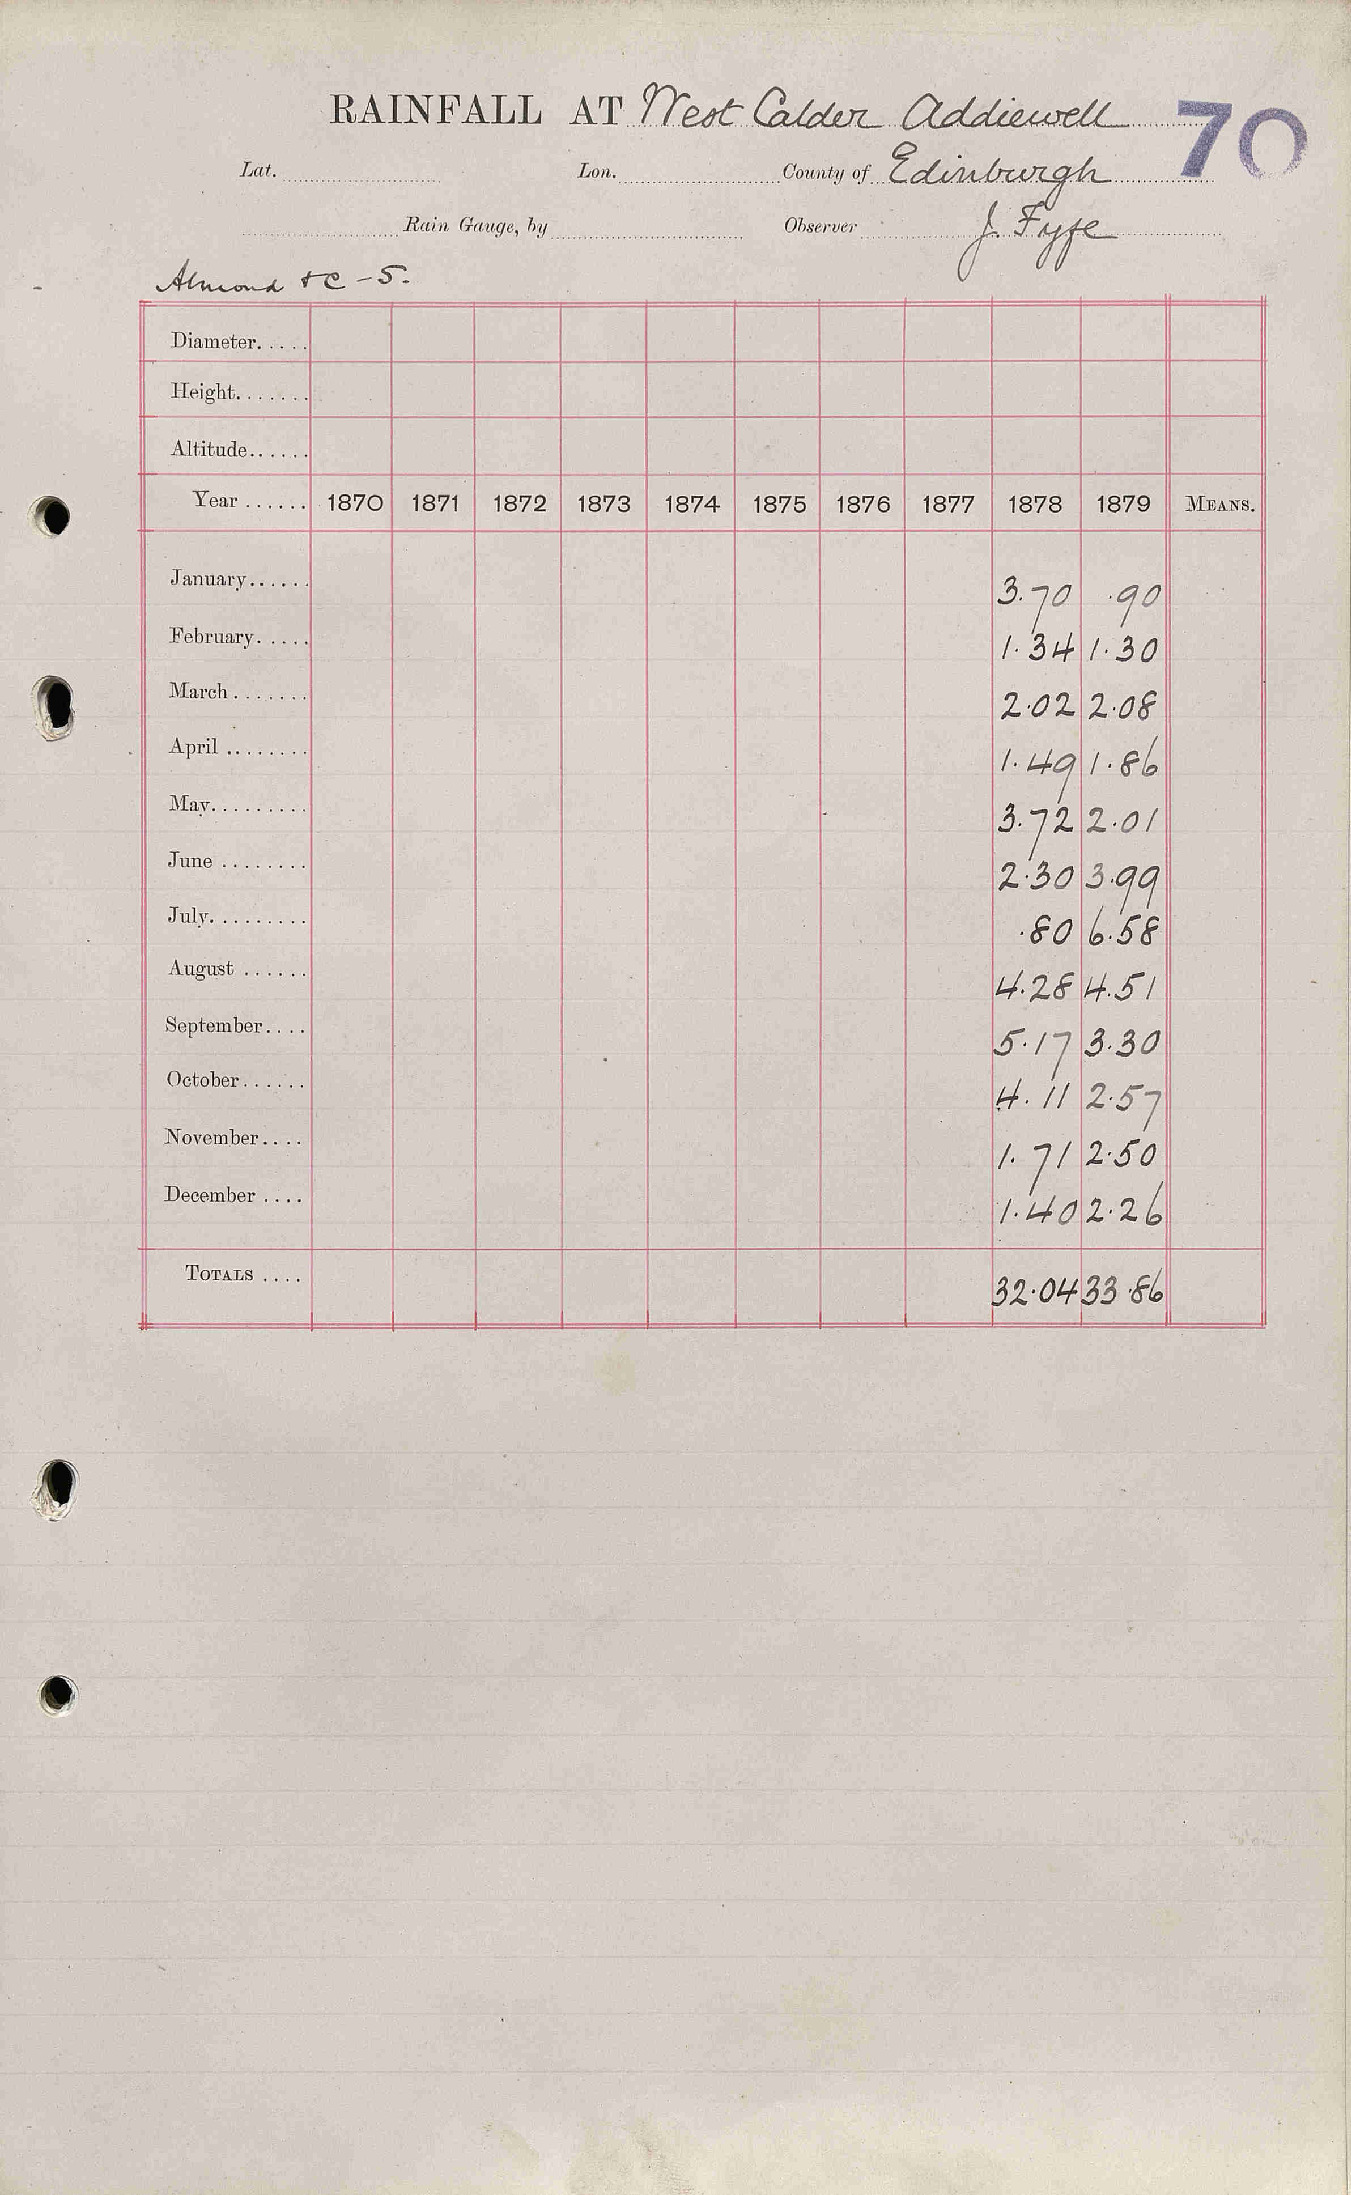 RAINFALL AT West Calder Addiewell 70
Lat. Lon. County of Edinburgh
Rain Gauge, by Observer J. Fyfe
Almond &c - 5.
Diameter.....
Height.......
Altitude......
Year ...... 1870 1871 1872 1873 1874 1875 1876 1877 1878 1879 MEANS.
January...... 3.70 .90
February..... 1.34 1.30
March ....... 2.02 2.08
April ........ 1.49 1.86
May......... 3.72 2.01
June ........ 2.30 3.99
July......... .80 6.58
August ...... 4.28 4.51
September.... 5.17 3.30
October...... 4.11 2.57
November.... 1.71 2.50
December .... 1.40 2.26
TOTALS .... 32.04 33.86